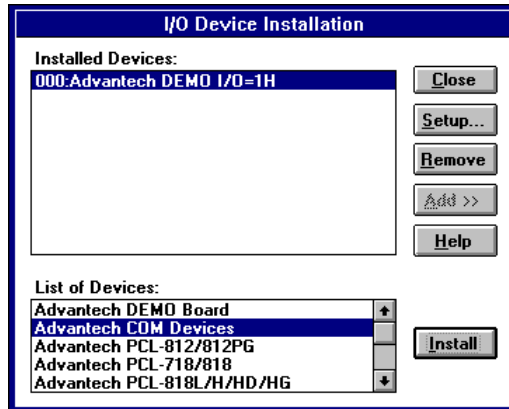 I/O Device Installation
Installed Devices:
000:Advantech DEMO I/O=1H
Close
Setup...
Remove
Add >>
Help
List of Devices:
Advantech DEMO Board
Advantech COM Devices
Advantech PCL-812/812PG
Advantech PCL-718/818
Advantech PCL-818L/H/HD/HG
Install